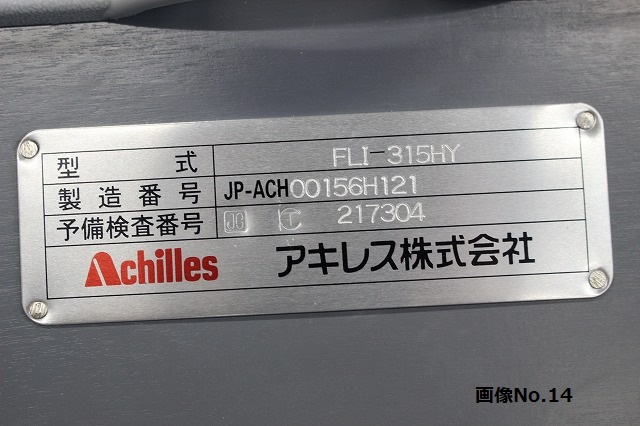 型 式 FLI-315HY
製造番号 JP-ACH00156H121
予備検査番号 JG 217304
Achilles アキレス株式会社
画像No.14